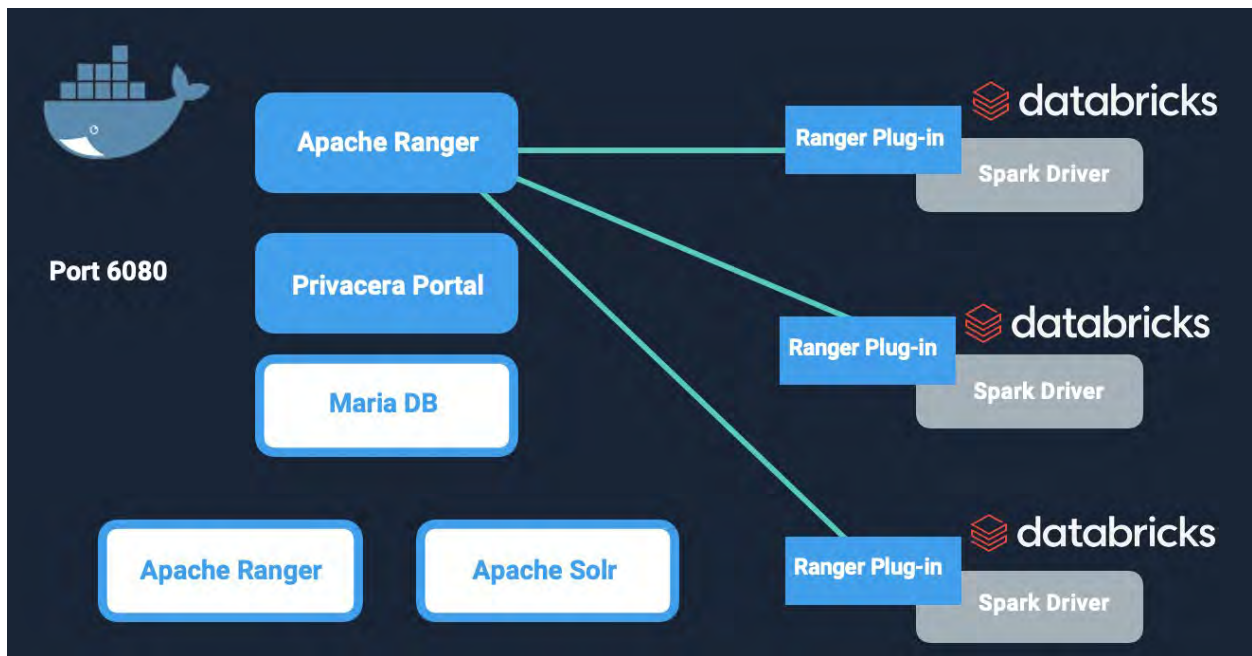 Apache Ranger
Port 6080
Privacera Portal
Maria DB
Apache Ranger
Apache Solr
databricks
Ranger Plug-in
Spark Driver
databricks
Ranger Plug-in
Spark Driver
databricks
Ranger Plug-in
Spark Driver